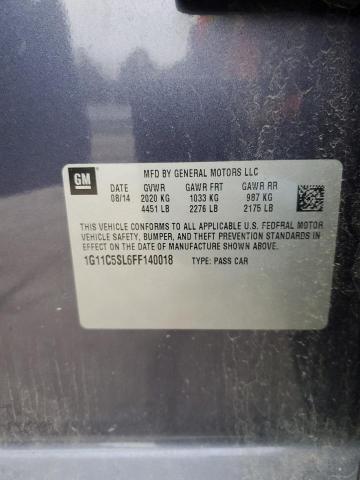 GM
MFD BY GENERAL MOTORS LLC
DATE GVWR GAWR FRT GAWR RR
08/14 2020 KG 1033 KG 987 KG
4451 LB 2276 LB 2175 LB
THIS VEHICLE CONFORMS TO ALL APPLICABLE U.S. FEDERAL MOTOR
VEHICLE SAFETY, BUMPER, AND THEFT PREVENTION STANDARDS IN
EFFECT ON THE DATE OF MANUFACTURE SHOWN ABOVE.
1G11C5SL6FF140018 TYPE: PASS CAR